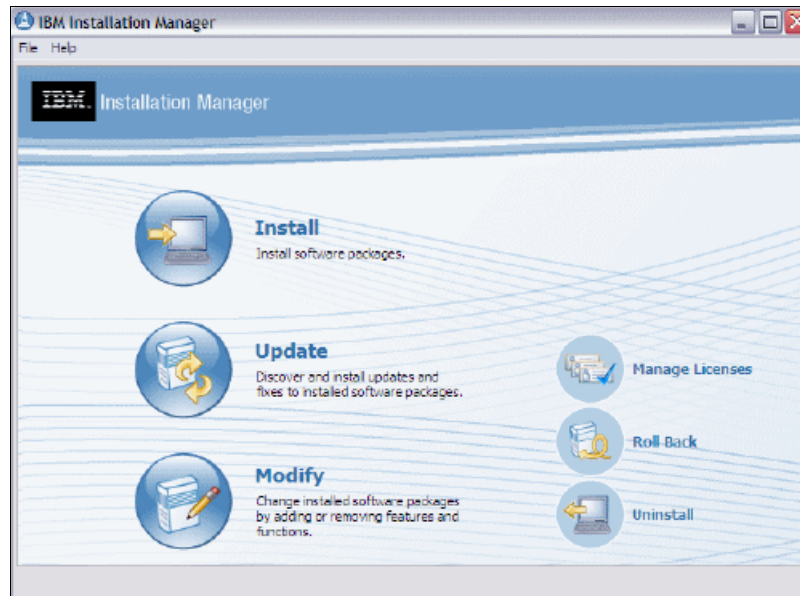 IBM Installation Manager
File Help
IBM. Installation Manager
Install
Install software packages.
Update
Discover and install updates and
fixes to installed software packages.
Manage Licenses
Roll Back
Modify
Change installed software packages
by adding or removing features and
functions.
Uninstall